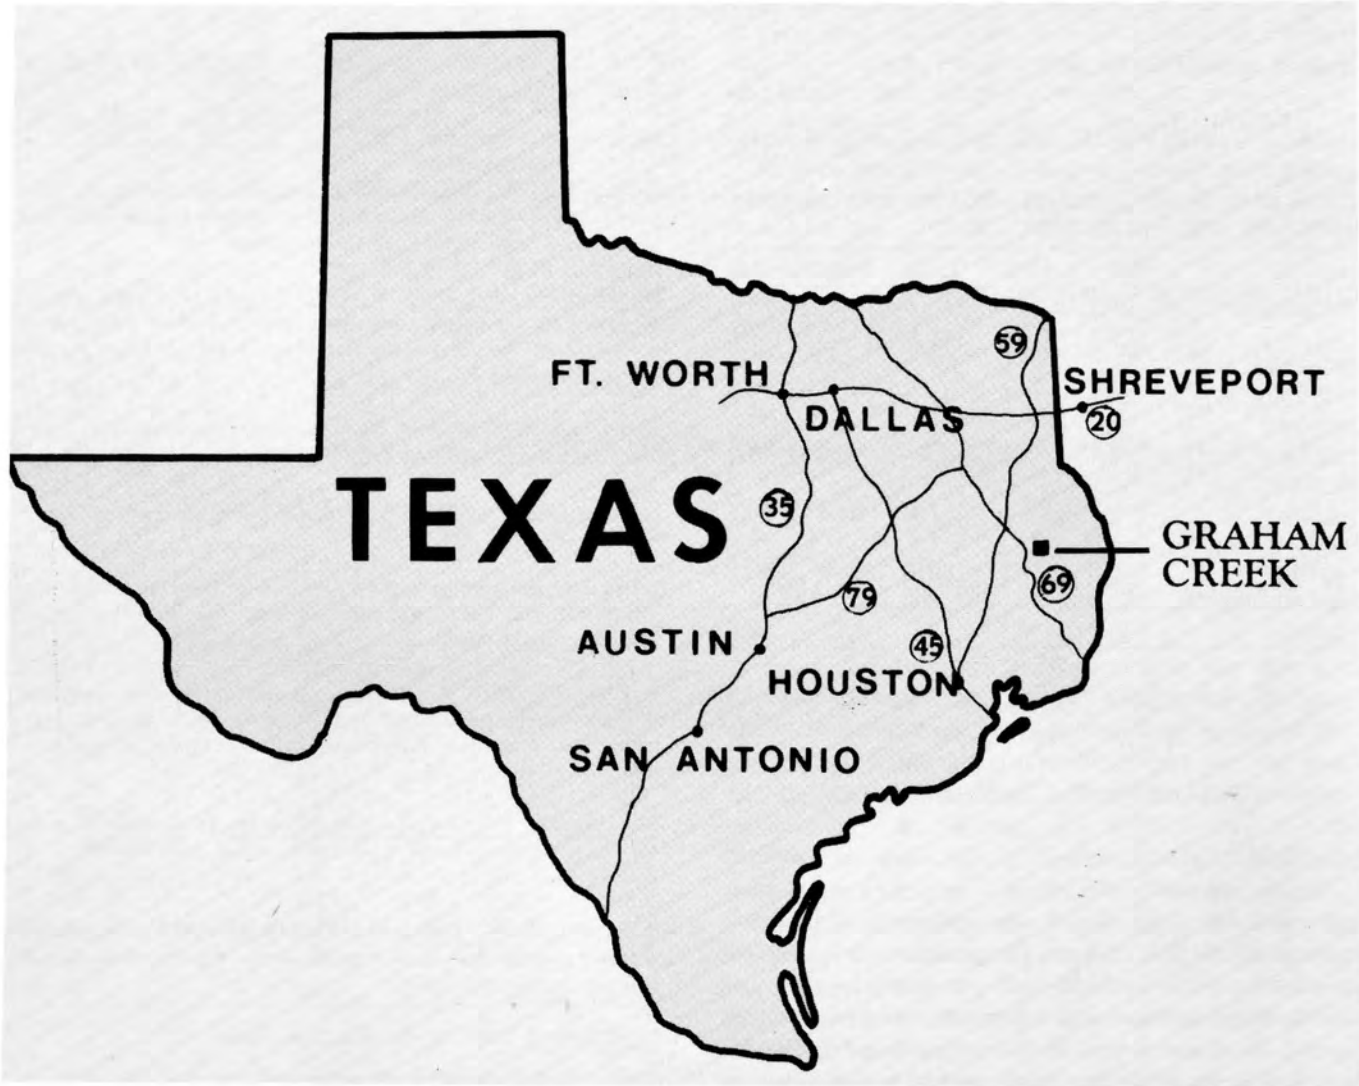 59
FT. WORTH
SHREVEPORT
DALLAS
20
TEXAS
35
GRAHAM
CREEK
69
79
AUSTIN
45
HOUSTON
SAN ANTONIO